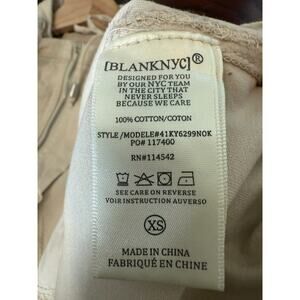 [BLANKNYC]®
DESIGNED FOR YOU
BY OUR NYC TEAM
IN THE CITY THAT
NEVER SLEEPS
BECAUSE WE CARE
100% COTTON/COTON
STYLE/MODELE#41KY6299NOK
PO# 117400
RN#114542
SEE CARE ON REVERSE
VOIR INSTRUCTION AU VERSO
XS
MADE IN CHINA
FABRIQUÉ EN CHINE